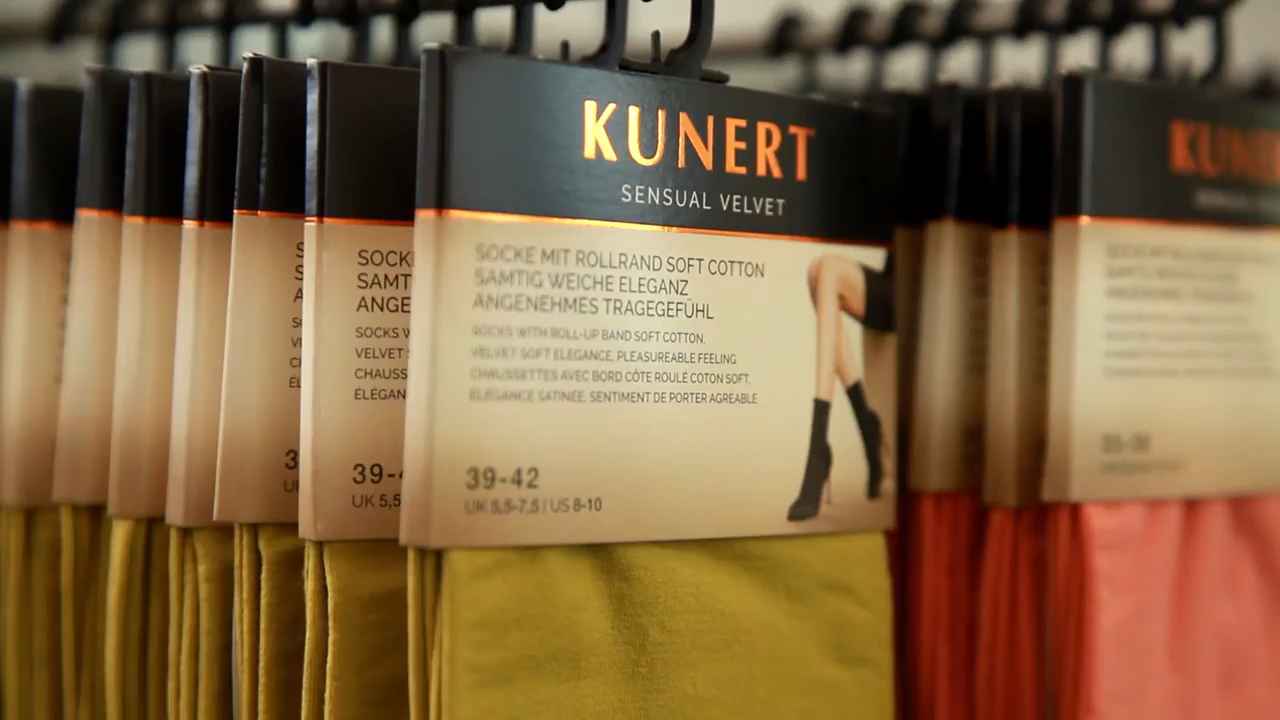 KUNERT
SENSUAL VELVET
SOCKE MIT ROLLRAND SOFT COTTON
SAMTIG WEICHE ELEGANZ
ANGENEHMES TRAGEGEFÜHL
SOCKS WITH ROLL-UP BAND SOFT COTTON,
VELVET SOFT ELEGANCE, PLEASUREABLE FEELING
CHAUSSETTES AVEC BORD CÔTE ROULÉ COTON SOFT,
ÉLÉGANCE SATINÉE, SENTIMENT DE PORTER AGREABLE
39-42
UK 5,5-7,5 | US 8-10
SOCK
SAMT
ANGE
SOCKS W
VELVET S
CHAUSS
ÉLÉGAN
39-4
UK 5,5
KUNE